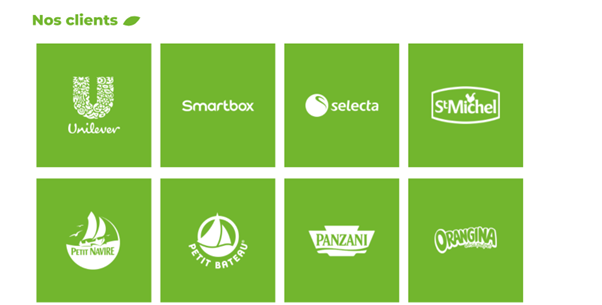 Nos clients
Unilever
Smartbox
selecta
St Michel
PETIT NAVIRE
PETIT BATEAU
PANZANI
ORANGINA